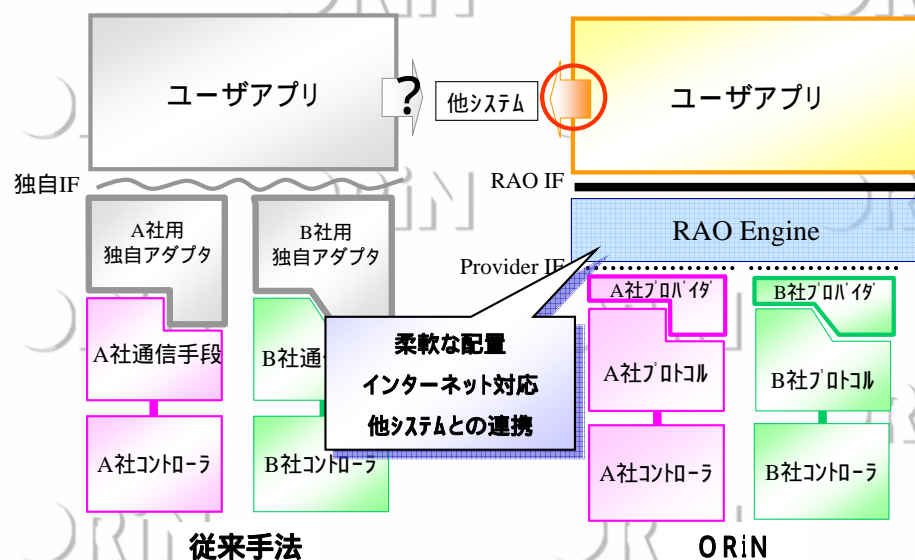 ユーザアプリ
?
他システム
ユーザアプリ
独自IF
RAO IF
A社用
独自アダプタ
B社用
独自アダプタ
RAO Engine
Provider IF
A社プロバイダ
B社プロバイダ
柔軟な配置
インターネット対応
他システムとの連携
A社通信手段
B社通
A社プロトコル
B社プロトコル
A社コントローラ
B社コントローラ
A社コントローラ
B社コントローラ
従来手法
ORiN